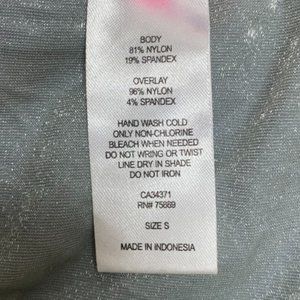 BODY
81% NYLON
19% SPANDEX
OVERLAY
96% NYLON
4% SPANDEX
HAND WASH COLD
ONLY NON-CHLORINE
BLEACH WHEN NEEDED
DO NOT WRING OR TWIST
LINE DRY IN SHADE
DO NOT IRON
CA34371
RN# 75669
SIZE S
MADE IN INDONESIA